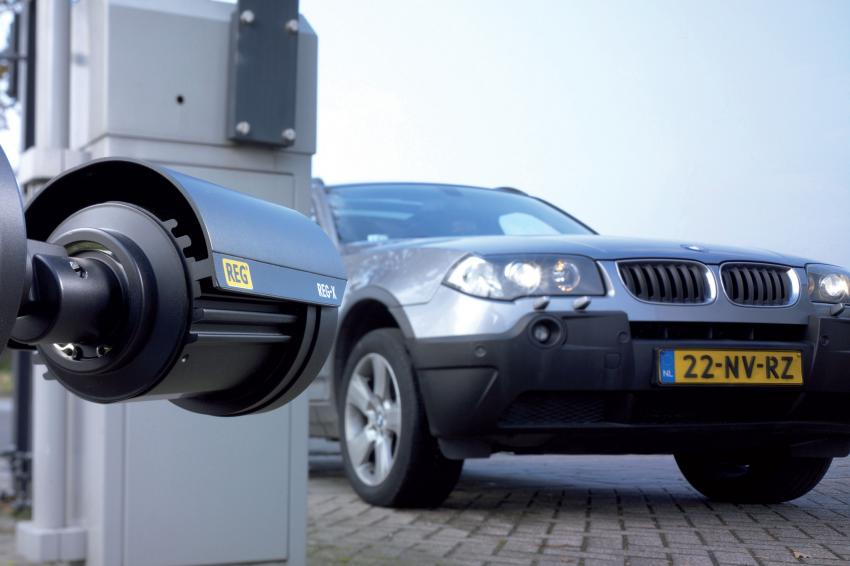 REG
REG-X
NL
22-NV-RZ